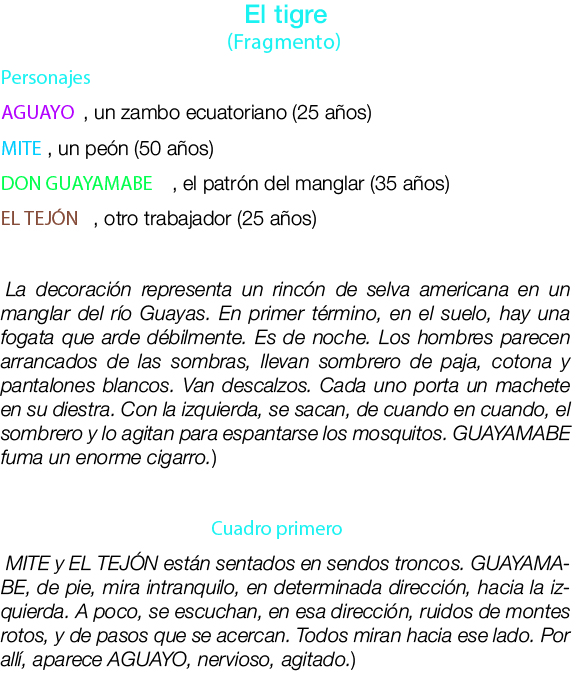 El tigre
(Fragmento)
Personajes
AGUAYO , un zambo ecuatoriano (25 años)
MITE , un peón (50 años)
DON GUAYAMABE , el patrón del manglar (35 años)
EL TEJÓN , otro trabajador (25 años)
La decoración representa un rincón de selva americana en un
manglar del río Guayas. En primer término, en el suelo, hay una
fogata que arde débilmente. Es de noche. Los hombres parecen
arrancados de las sombras, llevan sombrero de paja, cotona y
pantalones blancos. Van descalzos. Cada uno porta un machete
en su diestra. Con la izquierda, se sacan, de cuando en cuando, el
sombrero y lo agitan para espantarse los mosquitos. GUAYAMABE
fuma un enorme cigarro.)
Cuadro primero
MITE y EL TEJÓN están sentados en sendos troncos. GUAYAMA-
BE, de pie, mira intranquilo, en determinada dirección, hacia la iz-
quierda. A poco, se escuchan, en esa dirección, ruidos de montes
rotos, y de pasos que se acercan. Todos miran hacia ese lado. Por
allí, aparece AGUAYO, nervioso, agitado.)